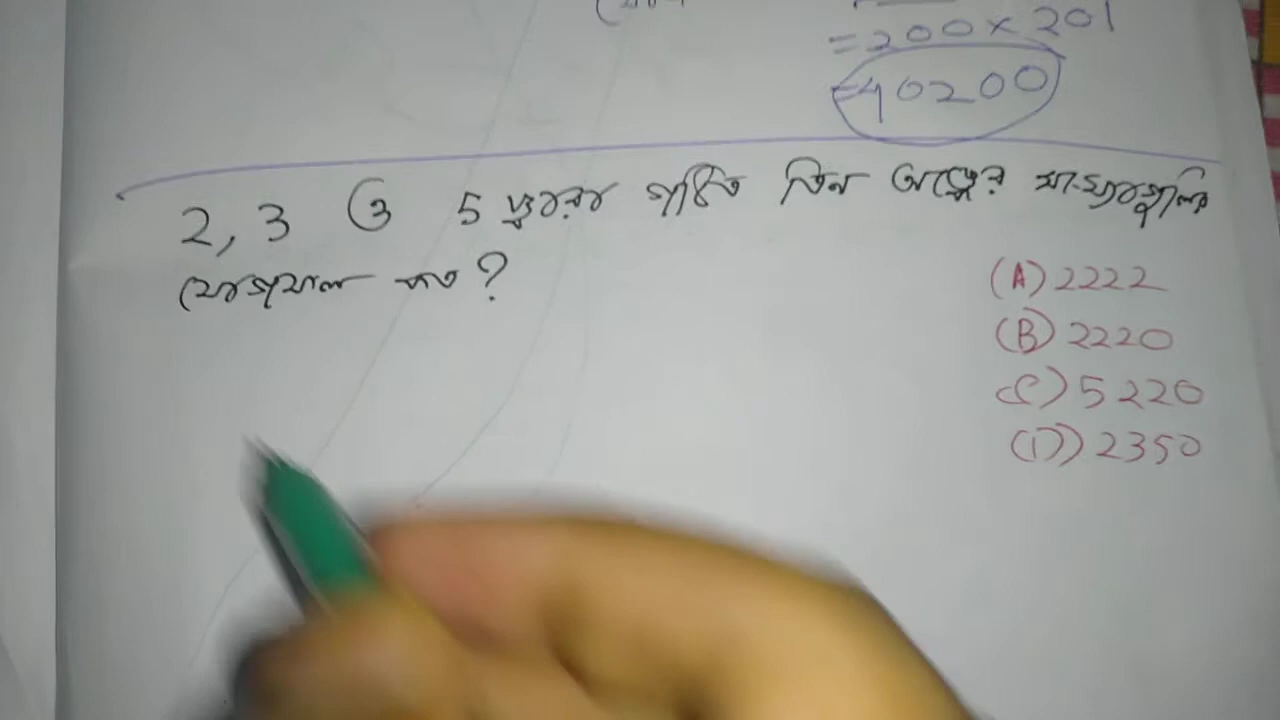 = 200 × 201
= 40200
2, 3 ও 5 দ্বারা গঠিত তিন অঙ্কের সংখ্যাগুলির
যোগফল কত ?
(A) 2222
(B) 2220
(C) 5220
(D) 2350